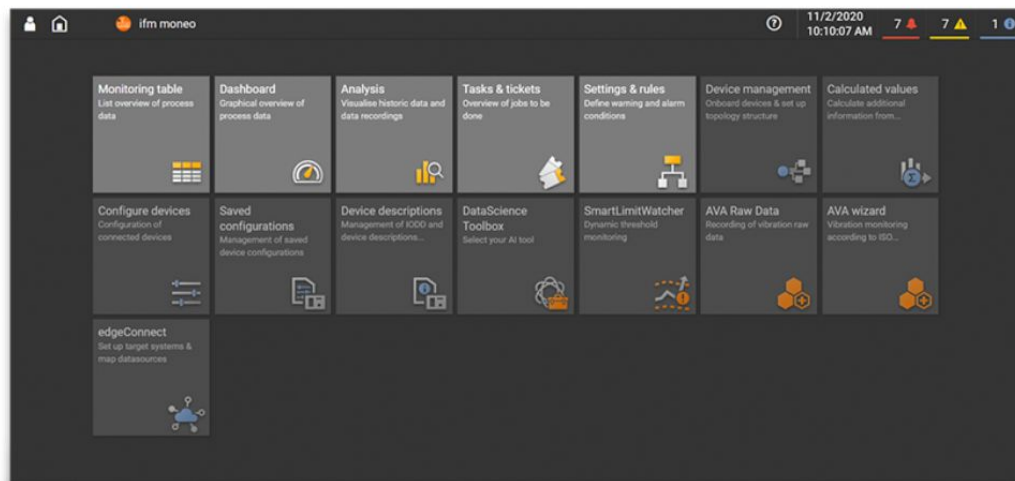 ifm moneo
11/2/2020
10:10:07 AM
7
7
1
Monitoring table
List overview of process
data
Dashboard
Graphical overview of
process data
Analysis
Visualise historic data and
data recordings
Tasks & tickets
Overview of jobs to be
done
Settings & rules
Define warning and alarm
conditions
Device management
Onboard devices & set up
topology structure
Calculated values
Calculate additional
information from...
Configure devices
Configuration of
connected devices
Saved
configurations
Management of saved
device configurations
Device descriptions
Management of IODD and
device descriptions...
DataScience
Toolbox
Select your AI tool
SmartLimitWatcher
Dynamic threshold
monitoring
AVA Raw Data
Recording of vibration raw
data
AVA wizard
Vibration monitoring
according to ISO...
edgeConnect
Set up target systems &
map datasources